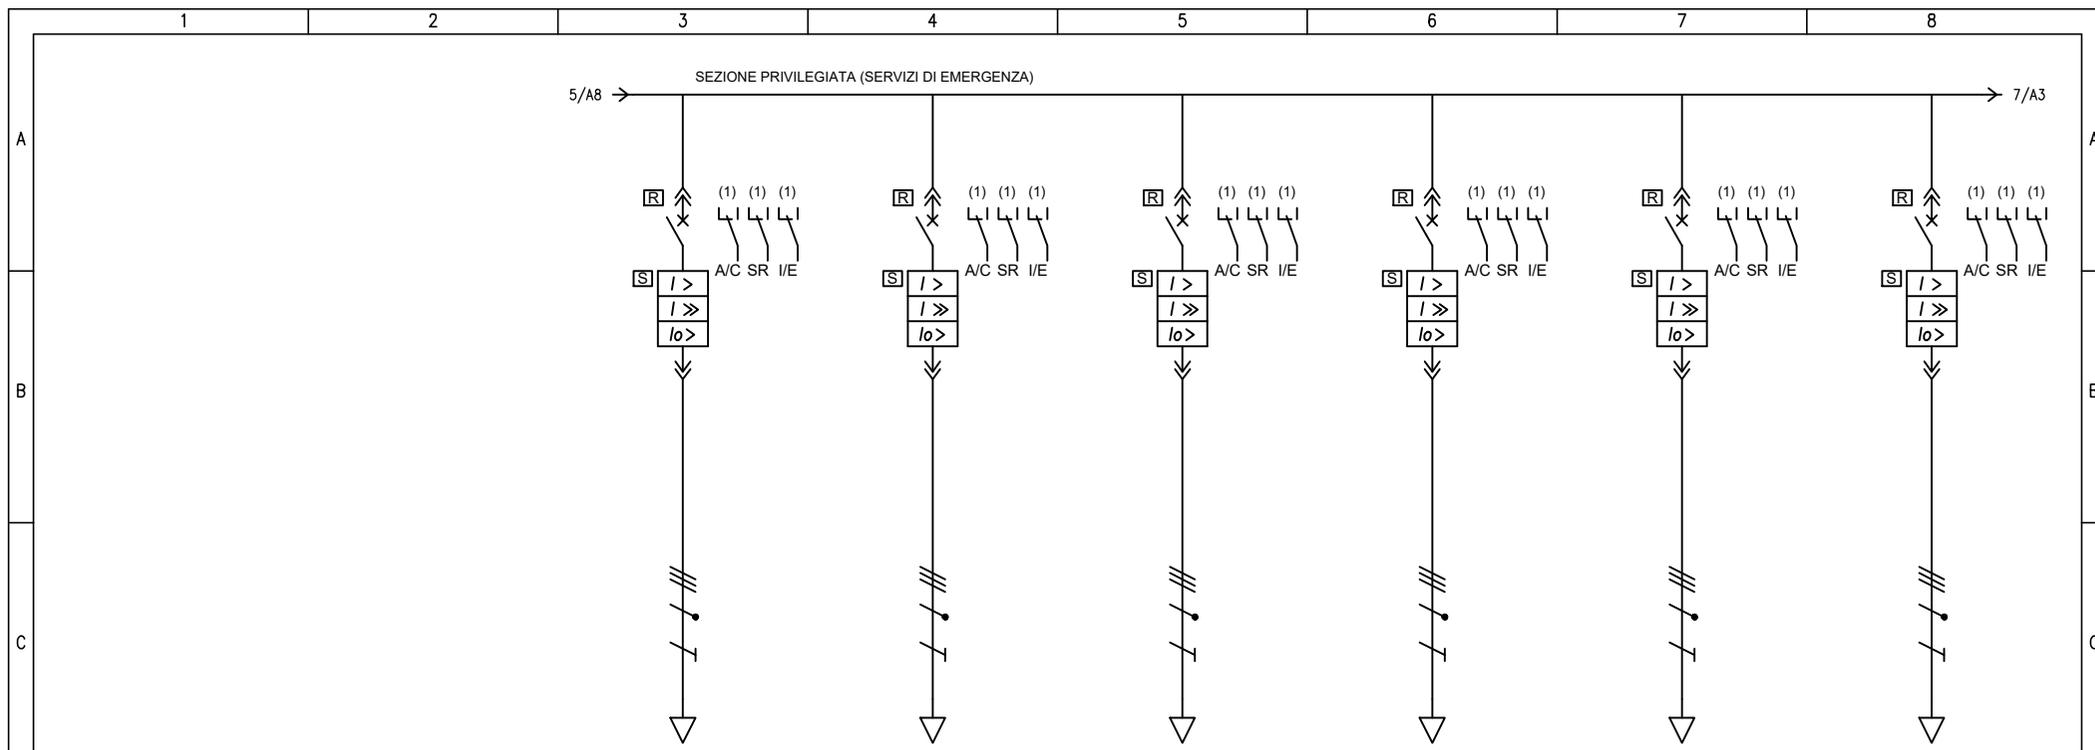 1 2 3 4 5 6 7 8
SEZIONE PRIVILEGIATA (SERVIZI DI EMERGENZA)
5/A8 7/A3
A A
R (1) (1) (1) R (1) (1) (1) R (1) (1) (1) R (1) (1) (1) R (1) (1) (1) R (1) (1) (1)
A/C SR I/E A/C SR I/E A/C SR I/E A/C SR I/E A/C SR I/E A/C SR I/E
S I > S I > S I > S I > S I > S I >
I >> I >> I >> I >> I >> I >>
Io> Io> Io> Io> Io> Io>
B B
C C